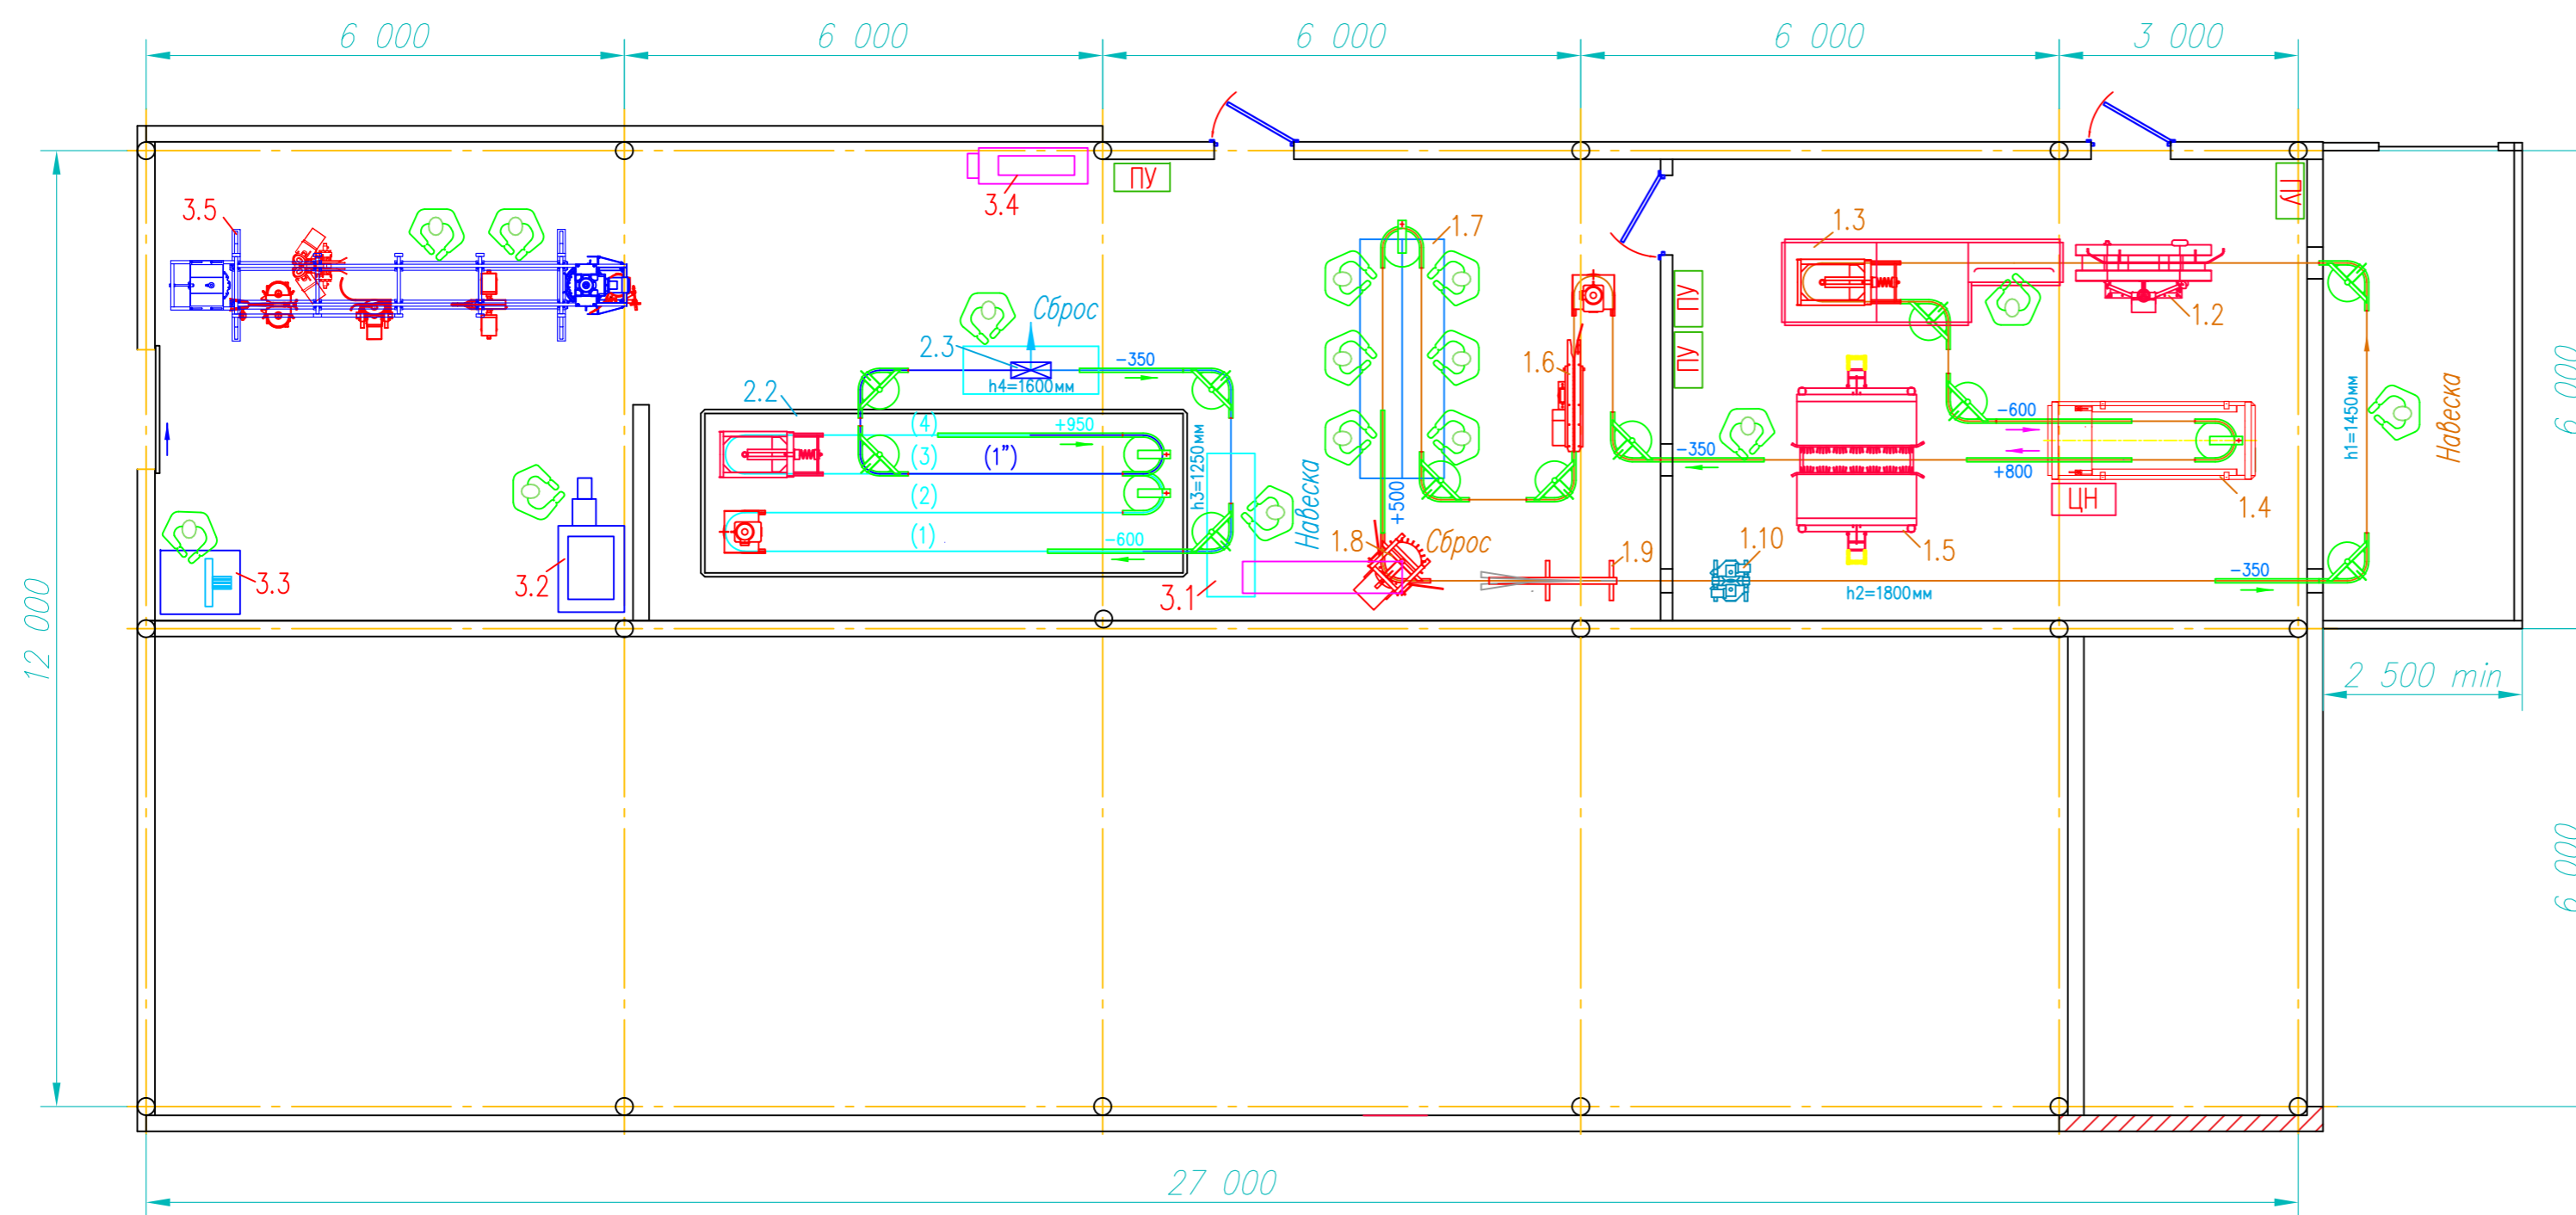 6 000
6 000
6 000
6 000
3 000
ПУ
ПУ
3.4
3.5
1.7
1.3
1.2
Сброс
2.3
-350
h4=1600мм
1.6
ПУ
ПУ
2.2
(4)
+950
(3)
(1")
(2)
(1)
-600
h3=1250мм
Навеска
+500
-350
-600
+800
h1=1450мм
Навеска
6 000
ЦН
1.4
1.8
Сброс
1.9
1.10
1.5
-350
h2=1800мм
3.3
3.2
3.1
12 000
2 500 min
6 000
27 000